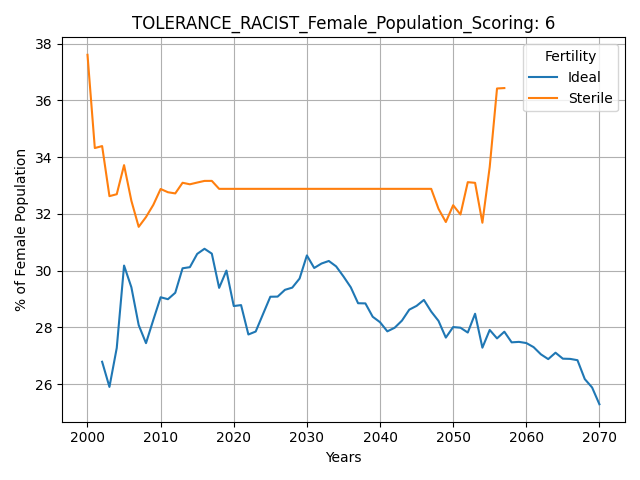 TOLERANCE_RACIST_Female_Population_Scoring: 6
Fertility
Ideal
Sterile
% of Female Population
38
36
34
32
30
28
26
2000 2010 2020 2030 2040 2050 2060 2070
Years